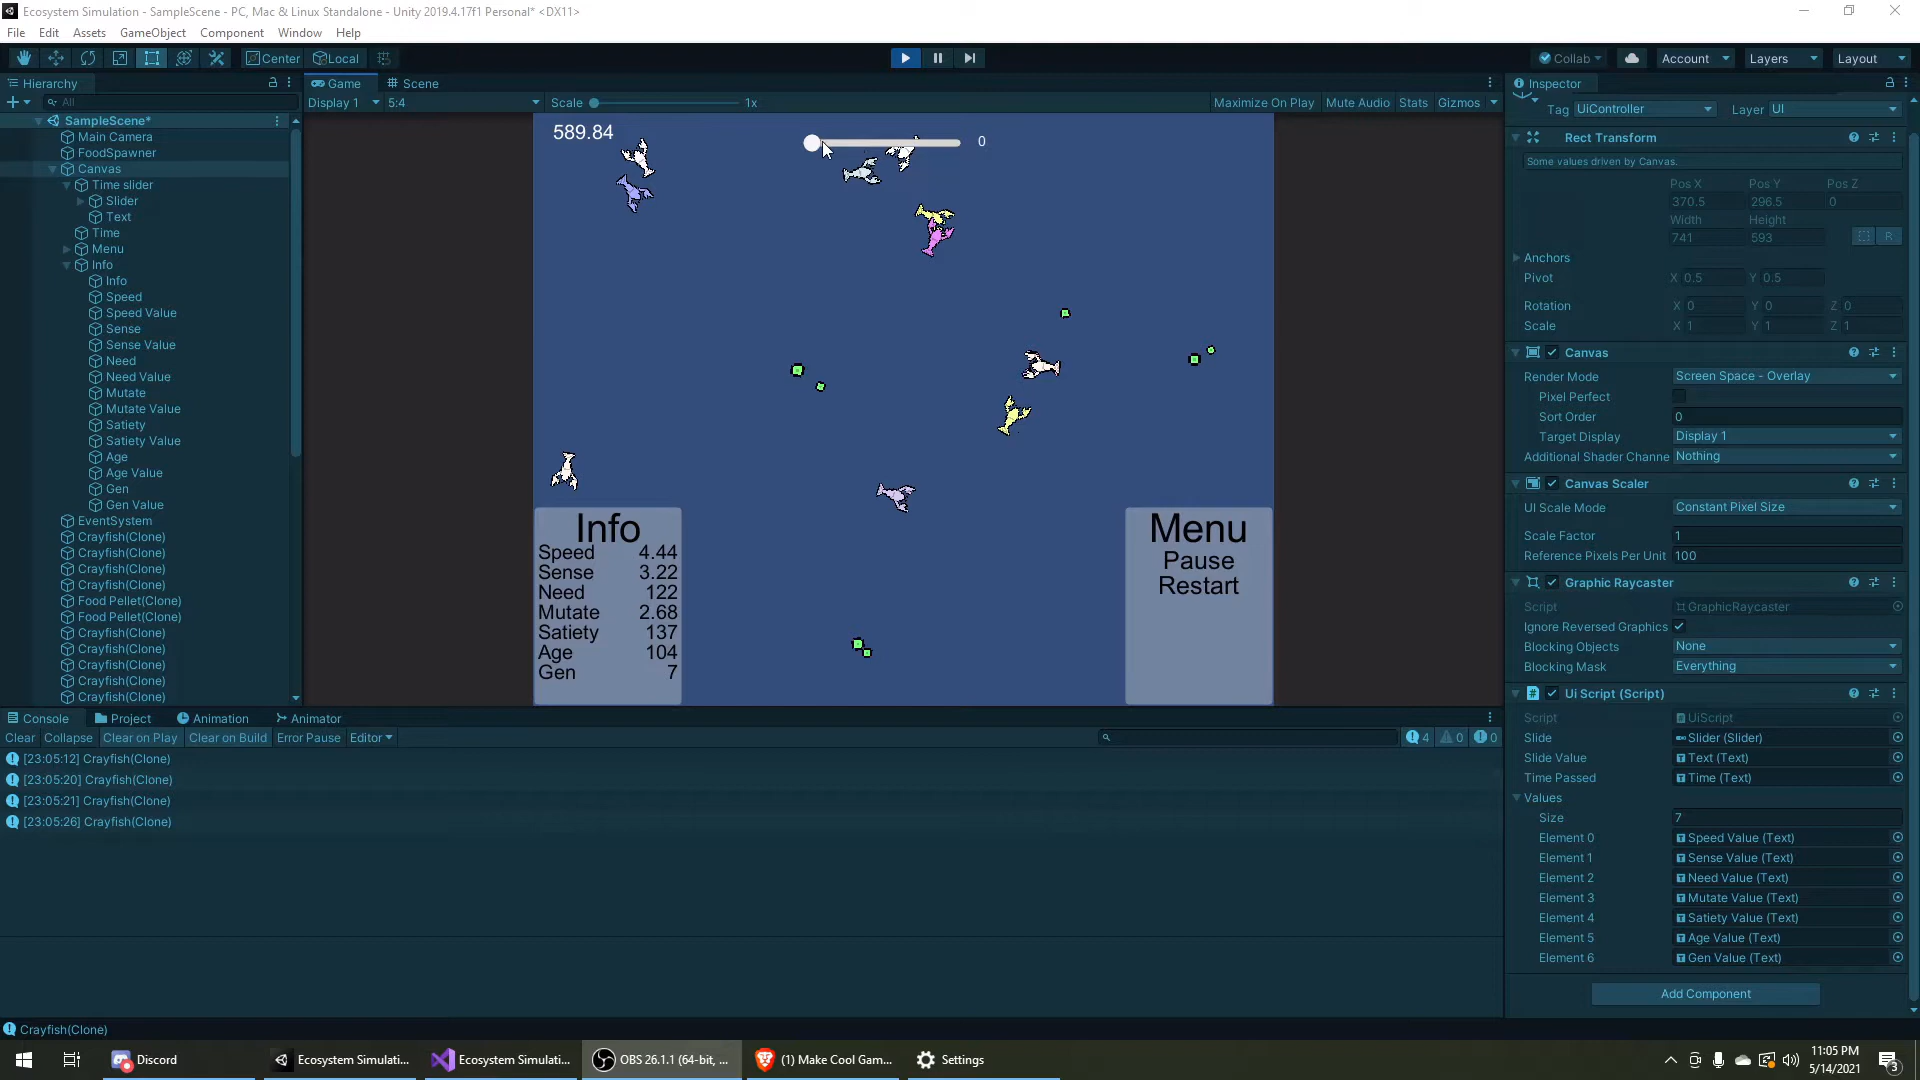 Ecosystem Simulation - SampleScene - PC, Mac & Linux Standalone - Unity 2019.4.17f1 Personal* <DX11>
File Edit Assets GameObject Component Window Help
Center Local Collab Account Layers Layout
Hierarchy
All
SampleScene*
Main Camera
FoodSpawner
Canvas
Time slider
Slider
Text
Time
Menu
Info
Info
Speed
Speed Value
Sense
Sense Value
Need
Need Value
Mutate
Mutate Value
Satiety
Satiety Value
Age
Age Value
Gen
Gen Value
EventSystem
Crayfish(Clone)
Crayfish(Clone)
Crayfish(Clone)
Crayfish(Clone)
Food Pellet(Clone)
Food Pellet(Clone)
Crayfish(Clone)
Crayfish(Clone)
Crayfish(Clone)
Crayfish(Clone)
Crayfish(Clone)
Game Scene
Display 1 5:4 Scale 1x Maximize On Play Mute Audio Stats Gizmos
589.84
0
Info
Speed 4.44
Sense 3.22
Need 122
Mutate 2.68
Satiety 137
Age 104
Gen 7
Menu
Pause
Restart
Inspector
Tag UiController Layer UI
Rect Transform
Some values driven by Canvas.
Pos X Pos Y Pos Z
370.5 296.5 0
Width Height
741 593 R
Anchors
Pivot X 0.5 Y 0.5
Rotation X 0 Y 0 Z 0
Scale X 1 Y 1 Z 1
Canvas
Render Mode Screen Space - Overlay
Pixel Perfect
Sort Order 0
Target Display Display 1
Additional Shader Channe Nothing
Canvas Scaler
UI Scale Mode Constant Pixel Size
Scale Factor 1
Reference Pixels Per Unit 100
Graphic Raycaster
Script GraphicRaycaster
Ignore Reversed Graphics
Blocking Objects None
Blocking Mask Everything
Ui Script (Script)
Script UiScript
Slide Slider (Slider)
Slide Value Text (Text)
Time Passed Time (Text)
Values
Size 7
Element 0 Speed Value (Text)
Element 1 Sense Value (Text)
Element 2 Need Value (Text)
Element 3 Mutate Value (Text)
Element 4 Satiety Value (Text)
Element 5 Age Value (Text)
Element 6 Gen Value (Text)
Add Component
Console Project Animation Animator
Clear Collapse Clear on Play Clear on Build Error Pause Editor 4 0 0
[23:05:12] Crayfish(Clone)
[23:05:20] Crayfish(Clone)
[23:05:21] Crayfish(Clone)
[23:05:26] Crayfish(Clone)
Crayfish(Clone)
Discord Ecosystem Simulati... Ecosystem Simulati... OBS 26.1.1 (64-bit, ... (1) Make Cool Gam... Settings
11:05 PM
5/14/2021
3